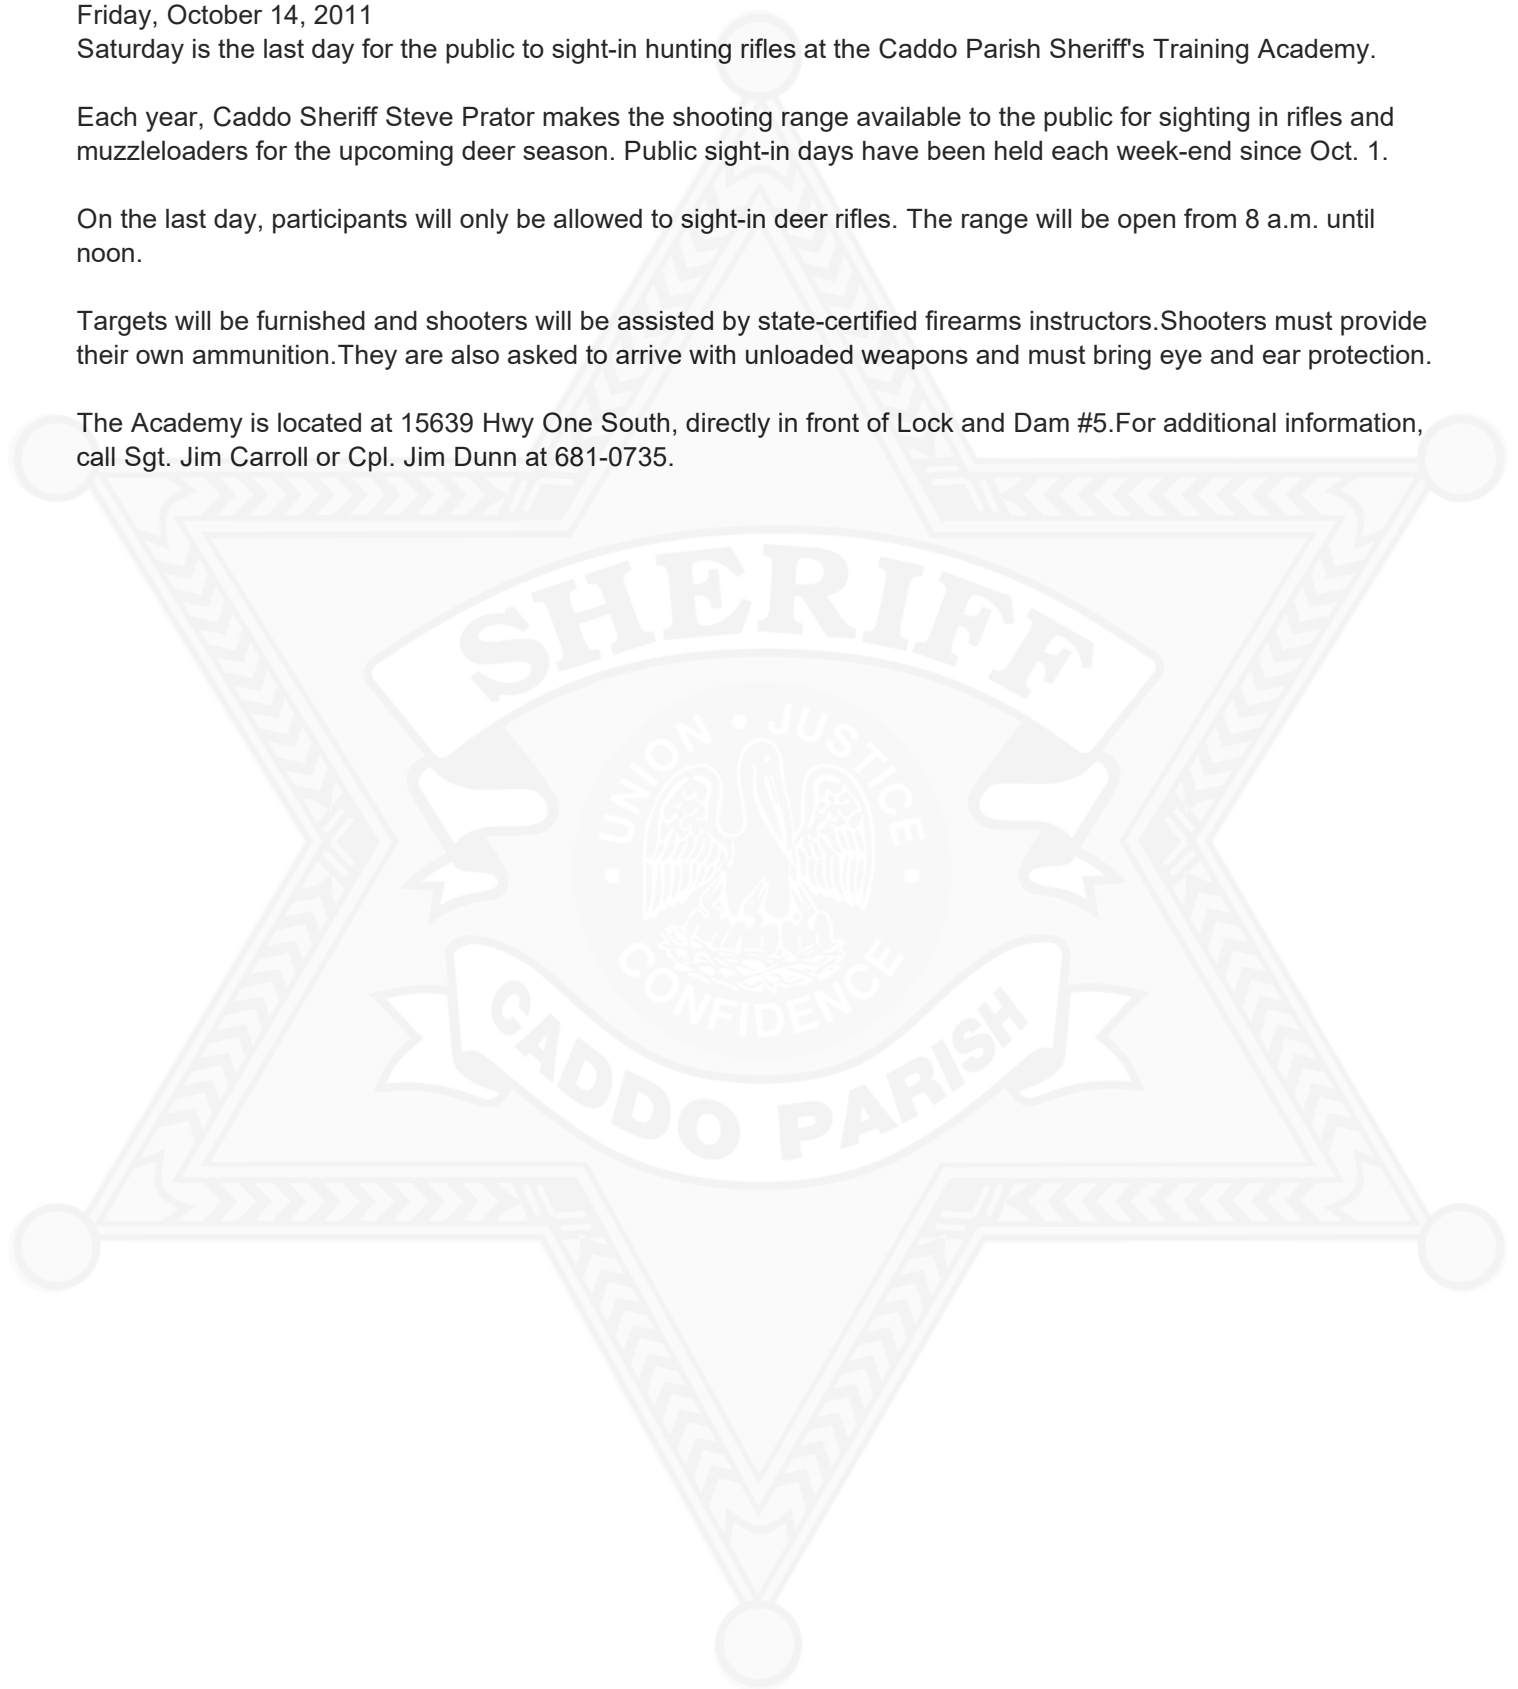 Friday, October 14, 2011
Saturday is the last day for the public to sight-in hunting rifles at the Caddo Parish Sheriff's Training Academy.
Each year, Caddo Sheriff Steve Prator makes the shooting range available to the public for sighting in rifles and
muzzleloaders for the upcoming deer season. Public sight-in days have been held each week-end since Oct. 1.
On the last day, participants will only be allowed to sight-in deer rifles. The range will be open from 8 a.m. until
noon.
Targets will be furnished and shooters will be assisted by state-certified firearms instructors.Shooters must provide
their own ammunition.They are also asked to arrive with unloaded weapons and must bring eye and ear protection.
The Academy is located at 15639 Hwy One South, directly in front of Lock and Dam #5.For additional information,
call Sgt. Jim Carroll or Cpl. Jim Dunn at 681-0735.
SHERIFF
UNION • JUSTICE
• CONFIDENCE •
CADDO PARISH